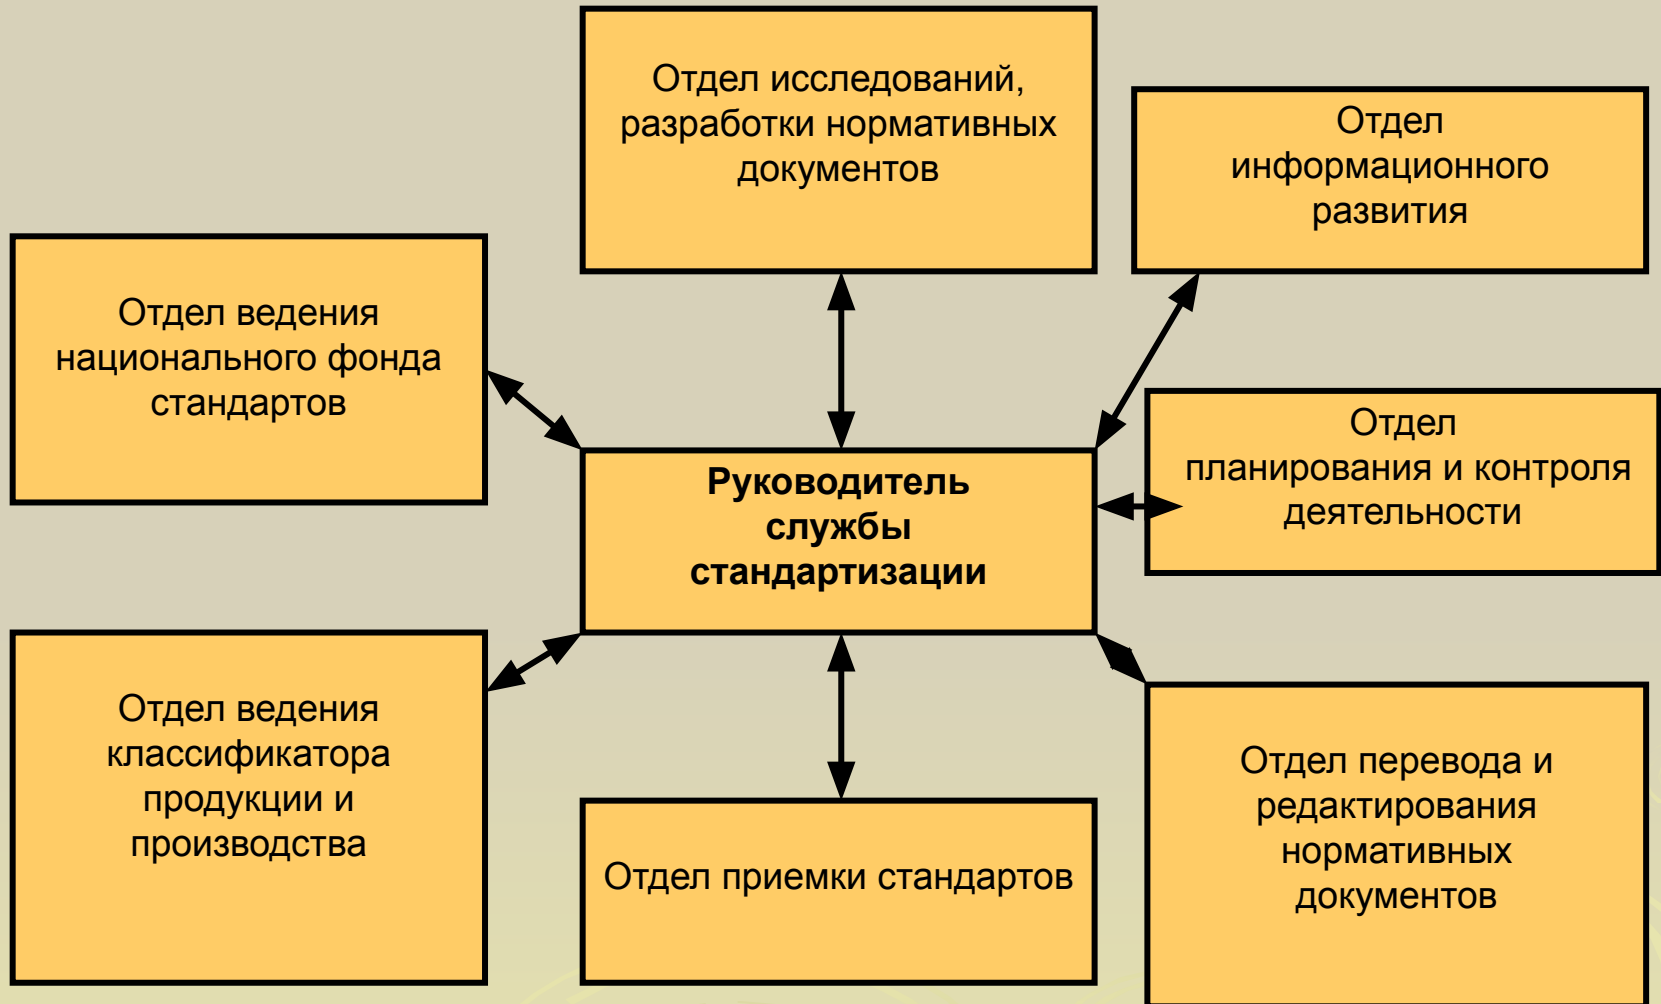 Отдел исследований,
разработки нормативных
документов
Отдел
информационного
развития
Отдел ведения
национального фонда
стандартов
Отдел
планирования и контроля
деятельности
Руководитель
службы
стандартизации
Отдел ведения
классификатора
продукции и
производства
Отдел приемки стандартов
Отдел перевода и
редактирования
нормативных
документов